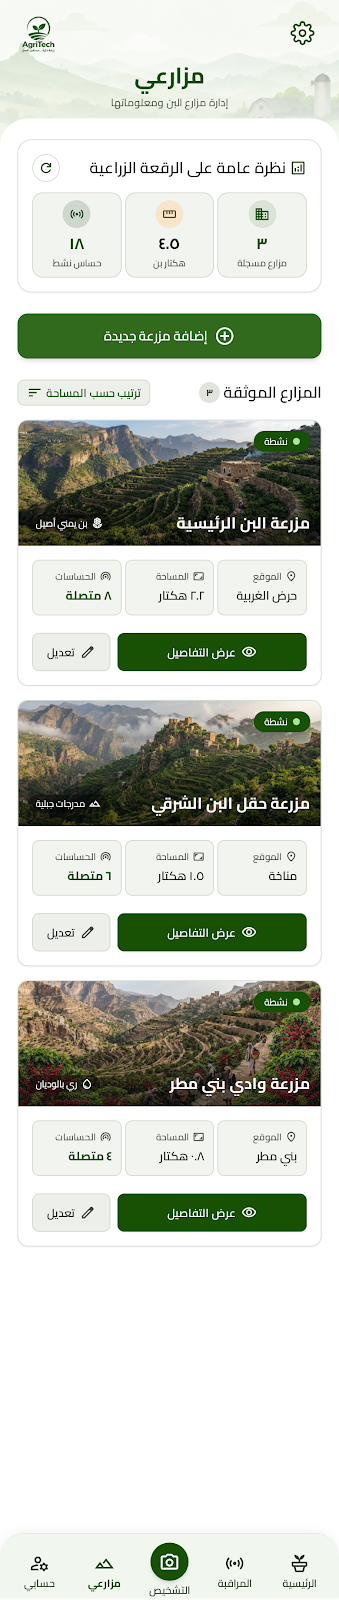 AgriTech
مزارعي
إدارة مزارع البن ومعلوماتها
نظرة عامة على الرقعة الزراعية
٣
مزارع مسجلة
٤.٥
هكتار بن
١٨
حساس نشط
إضافة مزرعة جديدة
المزارع الموثقة ٣
ترتيب حسب المساحة
نشطة
مزرعة البن الرئيسية
بن يمني أصيل
الموقع
حرض الغربية
المساحة
٢.٢ هكتار
الحساسات
٨ متصلة
عرض التفاصيل
تعديل
نشطة
مزرعة حقل البن الشرقي
مدرجات جبلية
الموقع
مناخة
المساحة
١.٥ هكتار
الحساسات
٦ متصلة
عرض التفاصيل
تعديل
نشطة
مزرعة وادي بني مطر
ري بالوديان
الموقع
بني مطر
المساحة
٠.٨ هكتار
الحساسات
٤ متصلة
عرض التفاصيل
تعديل
الرئيسية
المراقبة
التشخيص
مزارعي
حسابي